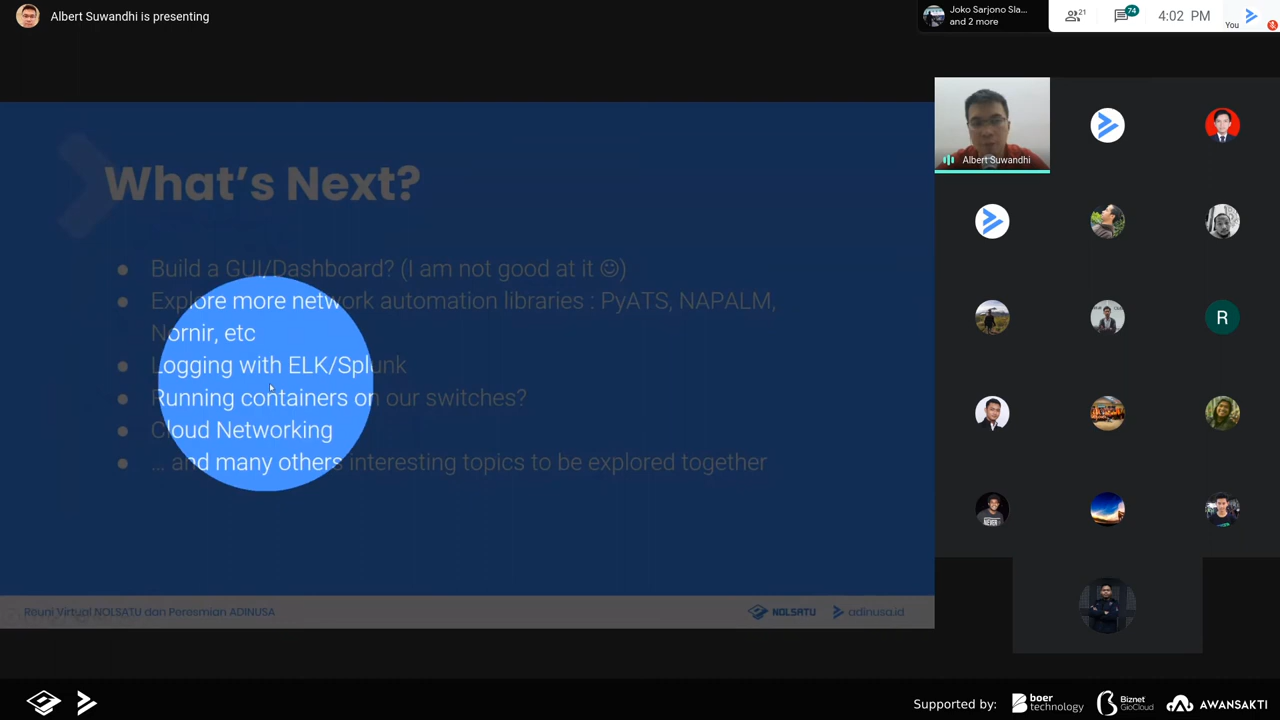 Albert Suwandhi is presenting
Joko Sarjono Sla...
and 2 more
21
74
4:02 PM
You
What's Next?
● Build a GUI/Dashboard? (I am not good at it ☺)
● Explore more network automation libraries : PyATS, NAPALM,
Nornir, etc
● Logging with ELK/Splunk
● Running containers on our switches?
● Cloud Networking
● ... and many others interesting topics to be explored together
Reuni Virtual NOLSATU dan Peresmian ADINUSA
NOLSATU
adinusa.id
Albert Suwandhi
R
Supported by:
boer
technology
Biznet
GioCloud
AWANSAKTI